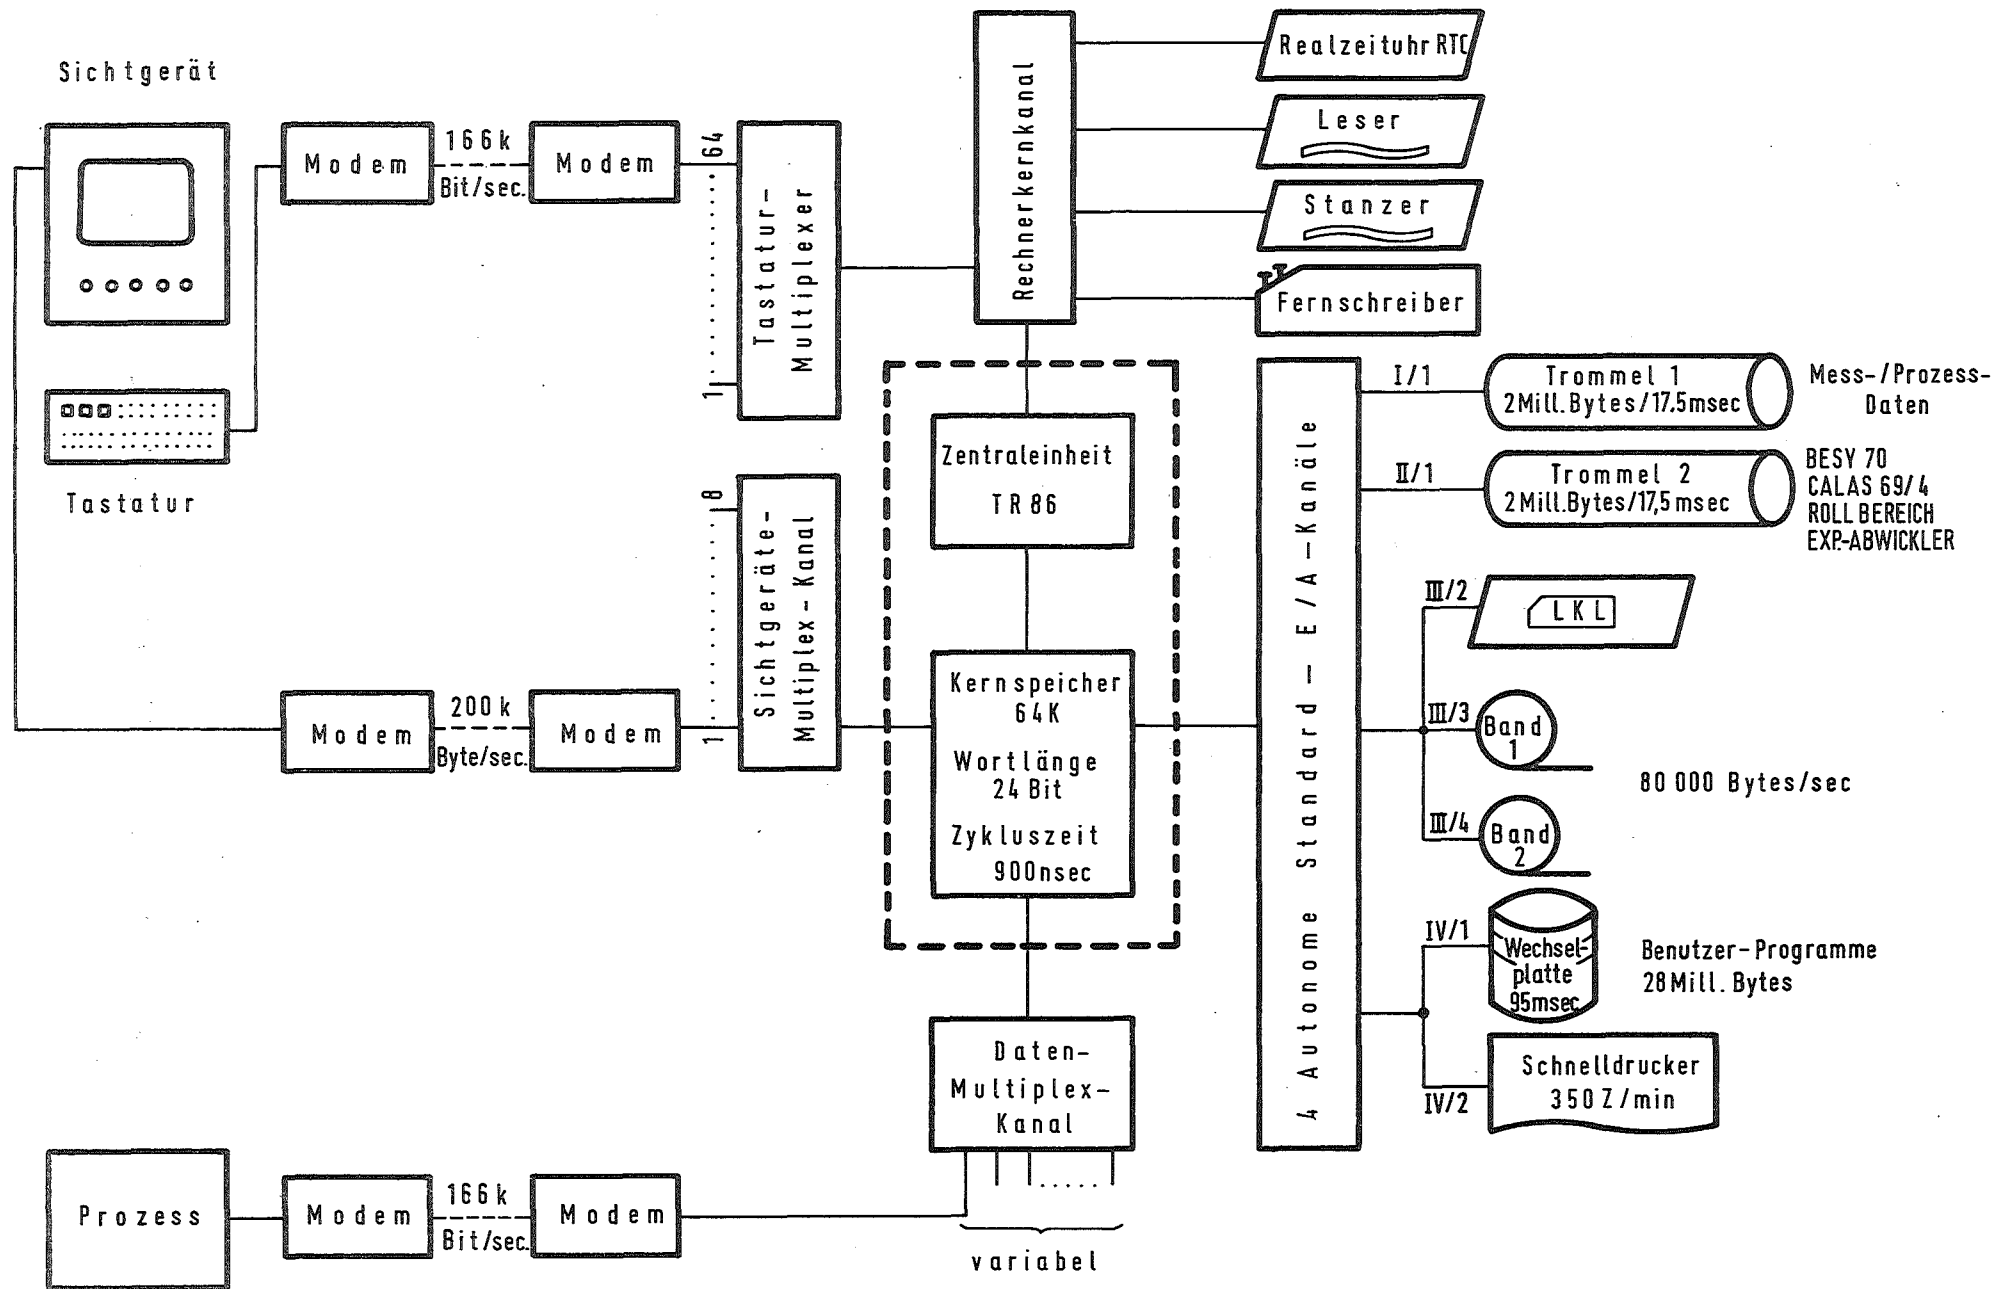 Sichtgerät
Tastatur
Modem
166k
Bit/sec.
Modem
64
1
Tastatur-
Multiplexer
Rechnerkernkanal
Realzeituhr RTC
Leser
Stanzer
Fernschreiber
Modem
200k
Byte/sec.
Modem
8
1
Sichtgeräte-
Multiplex-Kanal
Zentraleinheit
TR 86
Kernspeicher
64K
Wortlänge
24 Bit
Zykluszeit
900nsec
4 Autonome Standard - E/A-Kanäle
I/1
Trommel 1
2Mill.Bytes/17.5msec
Mess-/Prozess-
Daten
II/1
Trommel 2
2Mill.Bytes/17,5msec
BESY 70
CALAS 69/4
ROLL BEREICH
EXP.-ABWICKLER
III/2
LKL
III/3
Band
1
80 000 Bytes/sec
III/4
Band
2
IV/1
Wechsel-
platte
95msec
Benutzer-Programme
28Mill. Bytes
IV/2
Schnelldrucker
350 Z/min
Daten-
Multiplex-
Kanal
variabel
Prozess
Modem
166k
Bit/sec.
Modem